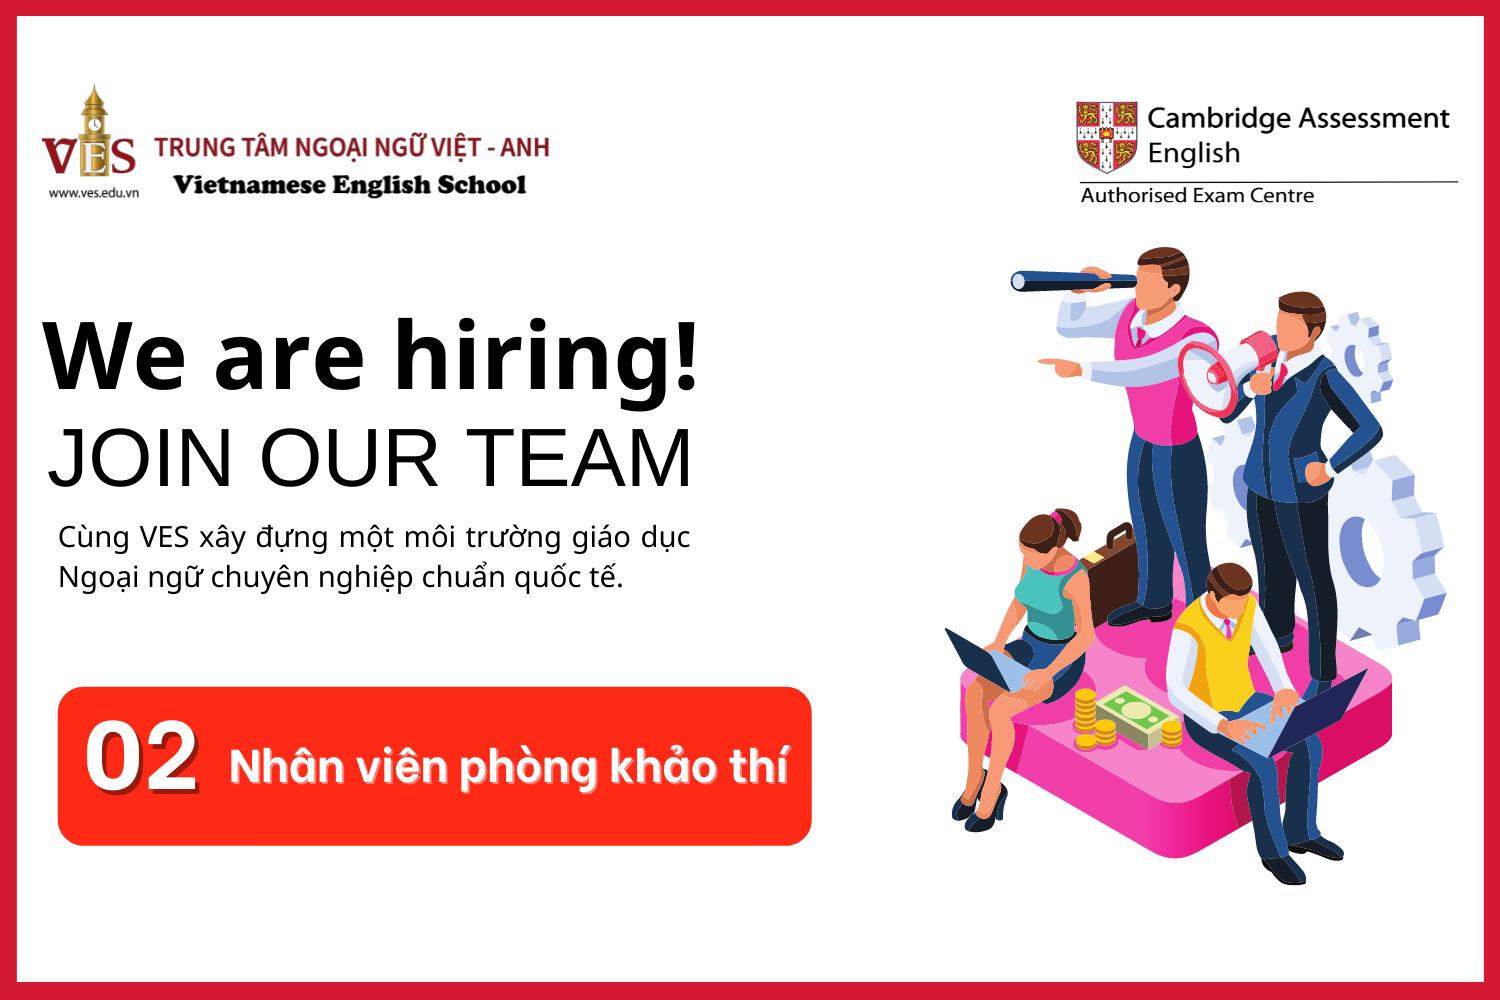 VES
www.ves.edu.vn
TRUNG TÂM NGOẠI NGỮ VIỆT - ANH
Vietnamese English School
Cambridge Assessment
English
Authorised Exam Centre
We are hiring!
JOIN OUR TEAM
Cùng VES xây đựng một môi trường giáo dục
Ngoại ngữ chuyên nghiệp chuẩn quốc tế.
02 Nhân viên phòng khảo thí